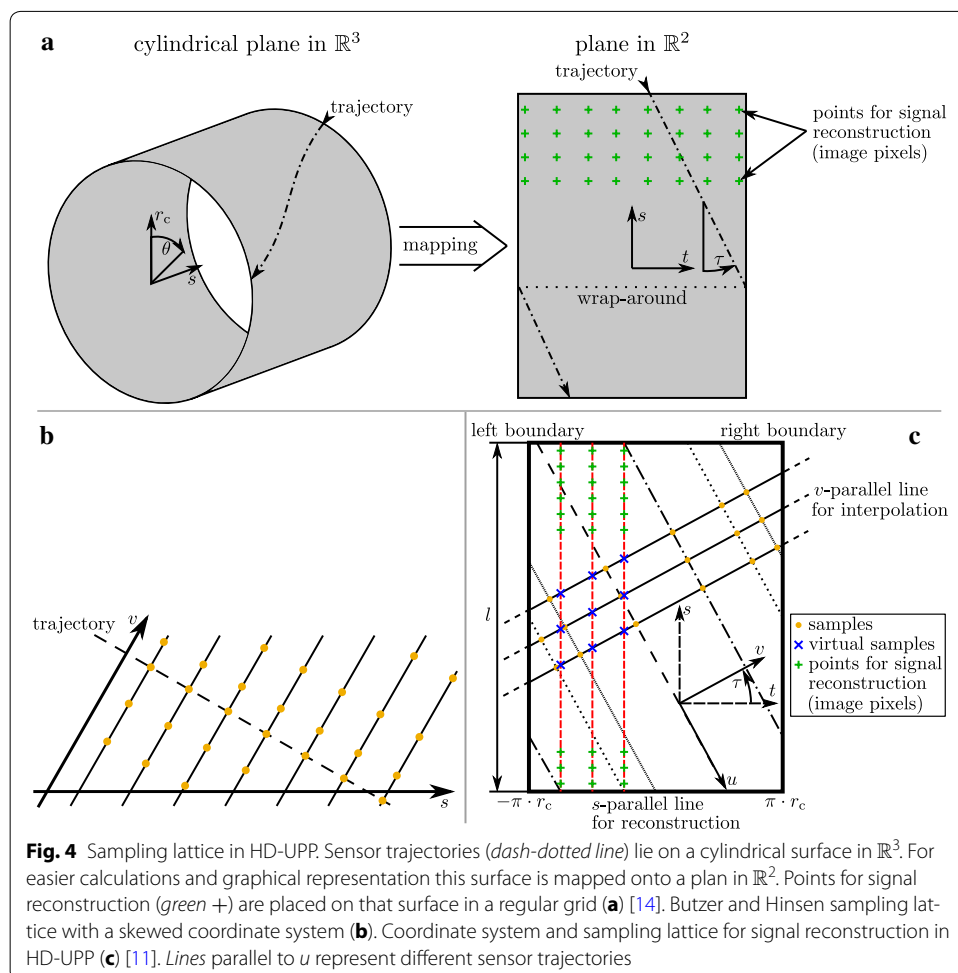 a
cylindrical plane in ℝ³
plane in ℝ²
trajectory
trajectory
points for signal
reconstruction
(image pixels)
r_c
θ
s
mapping
s
t
τ
wrap-around
b
trajectory
v
s
c
left boundary
right boundary
v-parallel line
for interpolation
l
s
v
τ
t
u
samples
virtual samples
points for signal
reconstruction
(image pixels)
−π · r_c
s-parallel line
for reconstruction
π · r_c
Fig. 4 Sampling lattice in HD-UPP. Sensor trajectories (dash-dotted line) lie on a cylindrical surface in ℝ³. For
easier calculations and graphical representation this surface is mapped onto a plan in ℝ². Points for signal
reconstruction (green +) are placed on that surface in a regular grid (a) [14]. Butzer and Hinsen sampling lat-
tice with a skewed coordinate system (b). Coordinate system and sampling lattice for signal reconstruction in
HD-UPP (c) [11]. Lines parallel to u represent different sensor trajectories